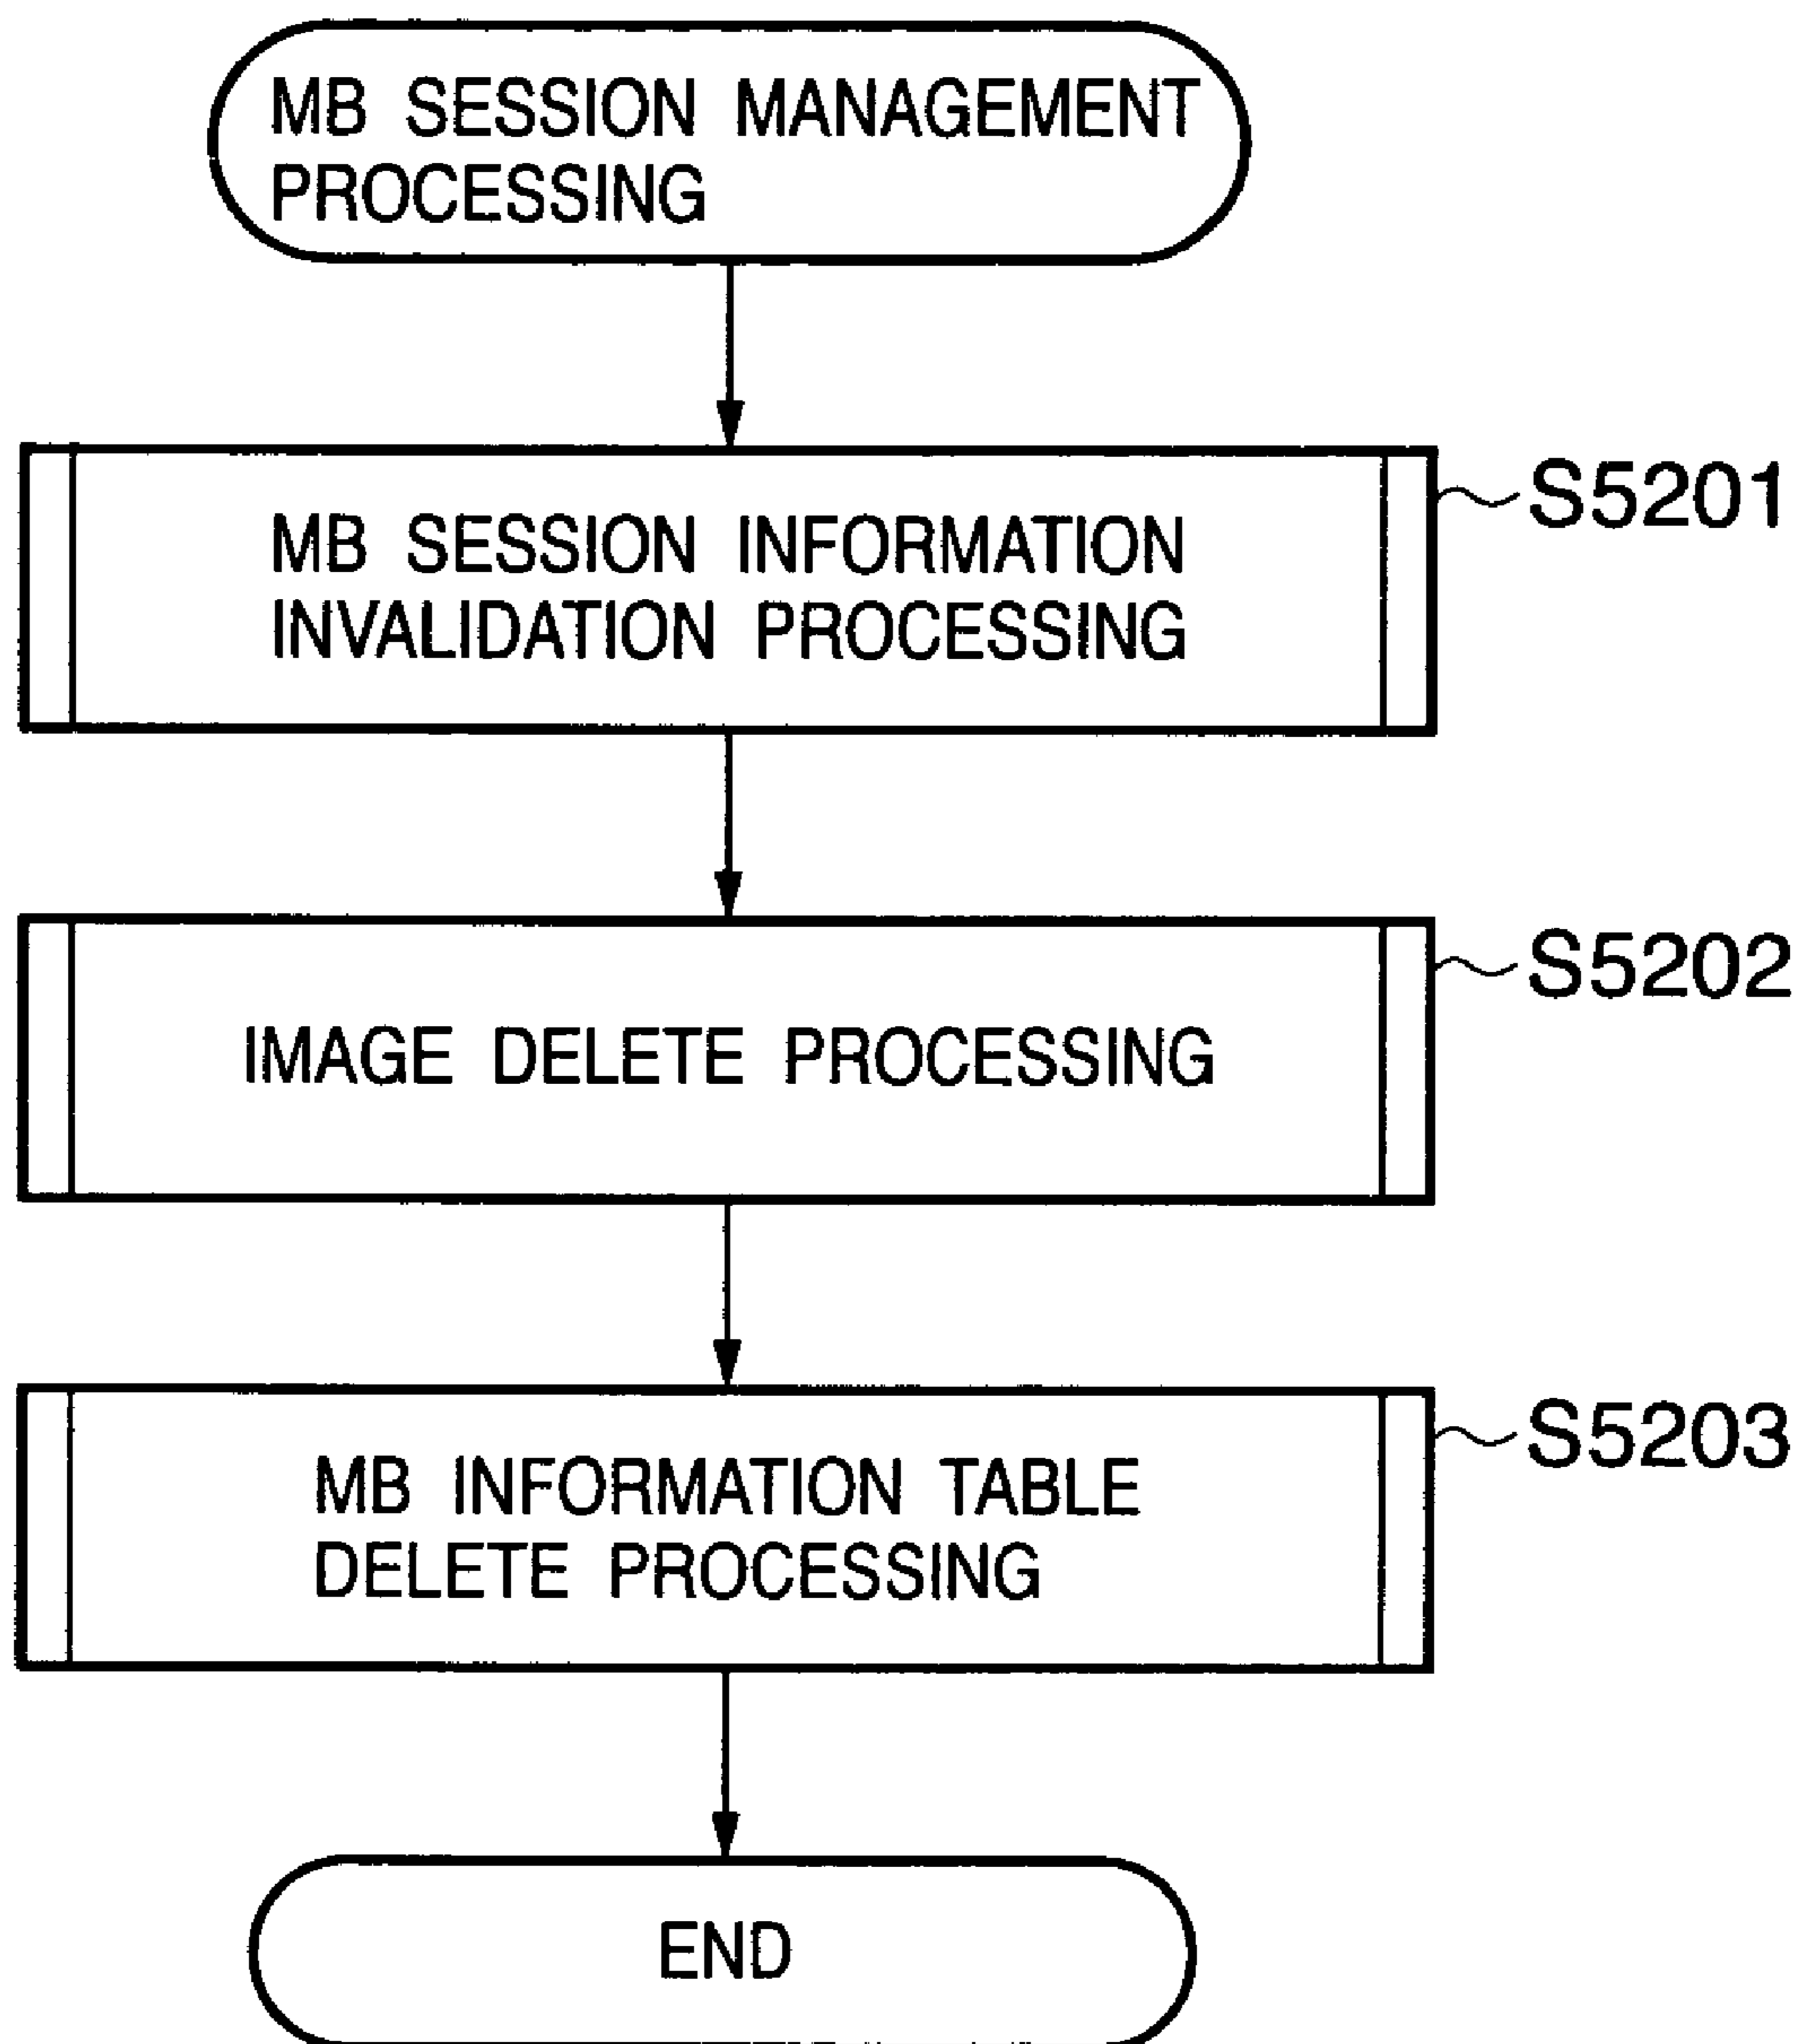 MB SESSION MANAGEMENT
PROCESSING
S5201
MB SESSION INFORMATION
INVALIDATION PROCESSING
S5202
IMAGE DELETE PROCESSING
S5203
MB INFORMATION TABLE
DELETE PROCESSING
END